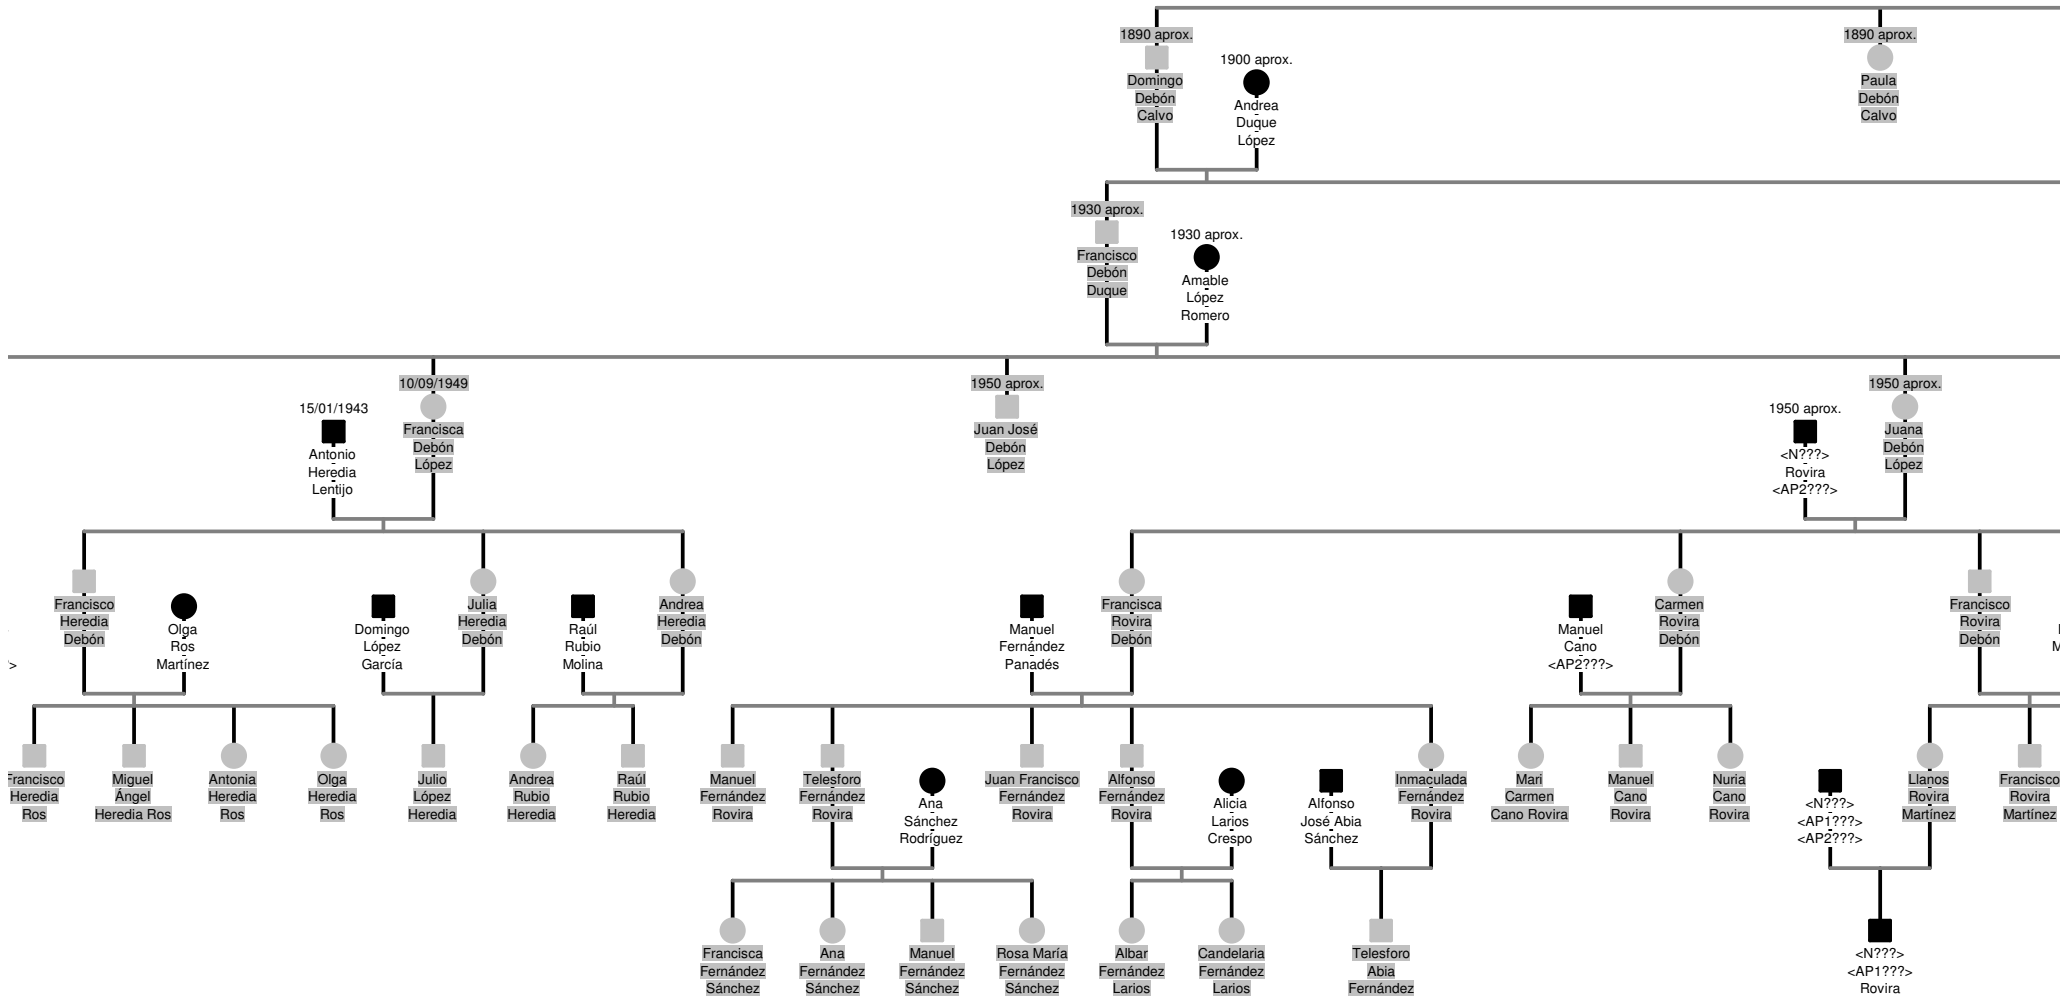 1890 aprox.
Domingo
Debón
Calvo
1900 aprox.
Andrea
Duque
López
1890 aprox.
Paula
Debón
Calvo
1930 aprox.
Francisco
Debón
Duque
1930 aprox.
Amable
López
Romero
15/01/1943
Antonio
Heredia
Lentijo
10/09/1949
Francisca
Debón
López
1950 aprox.
Juan José
Debón
López
1950 aprox.
<N???>
Rovira
<AP2???>
1950 aprox.
Juana
Debón
López
Francisco
Heredia
Debón
Olga
Ros
Martínez
Domingo
López
García
Julia
Heredia
Debón
Raúl
Rubio
Molina
Andrea
Heredia
Debón
Manuel
Fernández
Panadés
Francisca
Rovira
Debón
Manuel
Cano
<AP2???>
Carmen
Rovira
Debón
Francisco
Rovira
Debón
Francisco
Heredia
Ros
Miguel
Ángel
Heredia Ros
Antonia
Heredia
Ros
Olga
Heredia
Ros
Julio
López
Heredia
Andrea
Rubio
Heredia
Raúl
Rubio
Heredia
Manuel
Fernández
Rovira
Telesforo
Fernández
Rovira
Ana
Sánchez
Rodríguez
Juan Francisco
Fernández
Rovira
Alfonso
Fernández
Rovira
Alicia
Larios
Crespo
Alfonso
José Abia
Sánchez
Inmaculada
Fernández
Rovira
Mari
Carmen
Cano Rovira
Manuel
Cano
Rovira
Nuria
Cano
Rovira
<N???>
<AP1???>
<AP2???>
Llanos
Rovira
Martínez
Francisco
Rovira
Martínez
Francisca
Fernández
Sánchez
Ana
Fernández
Sánchez
Manuel
Fernández
Sánchez
Rosa María
Fernández
Sánchez
Albar
Fernández
Larios
Candelaria
Fernández
Larios
Telesforo
Abia
Fernández
<N???>
<AP1???>
Rovira